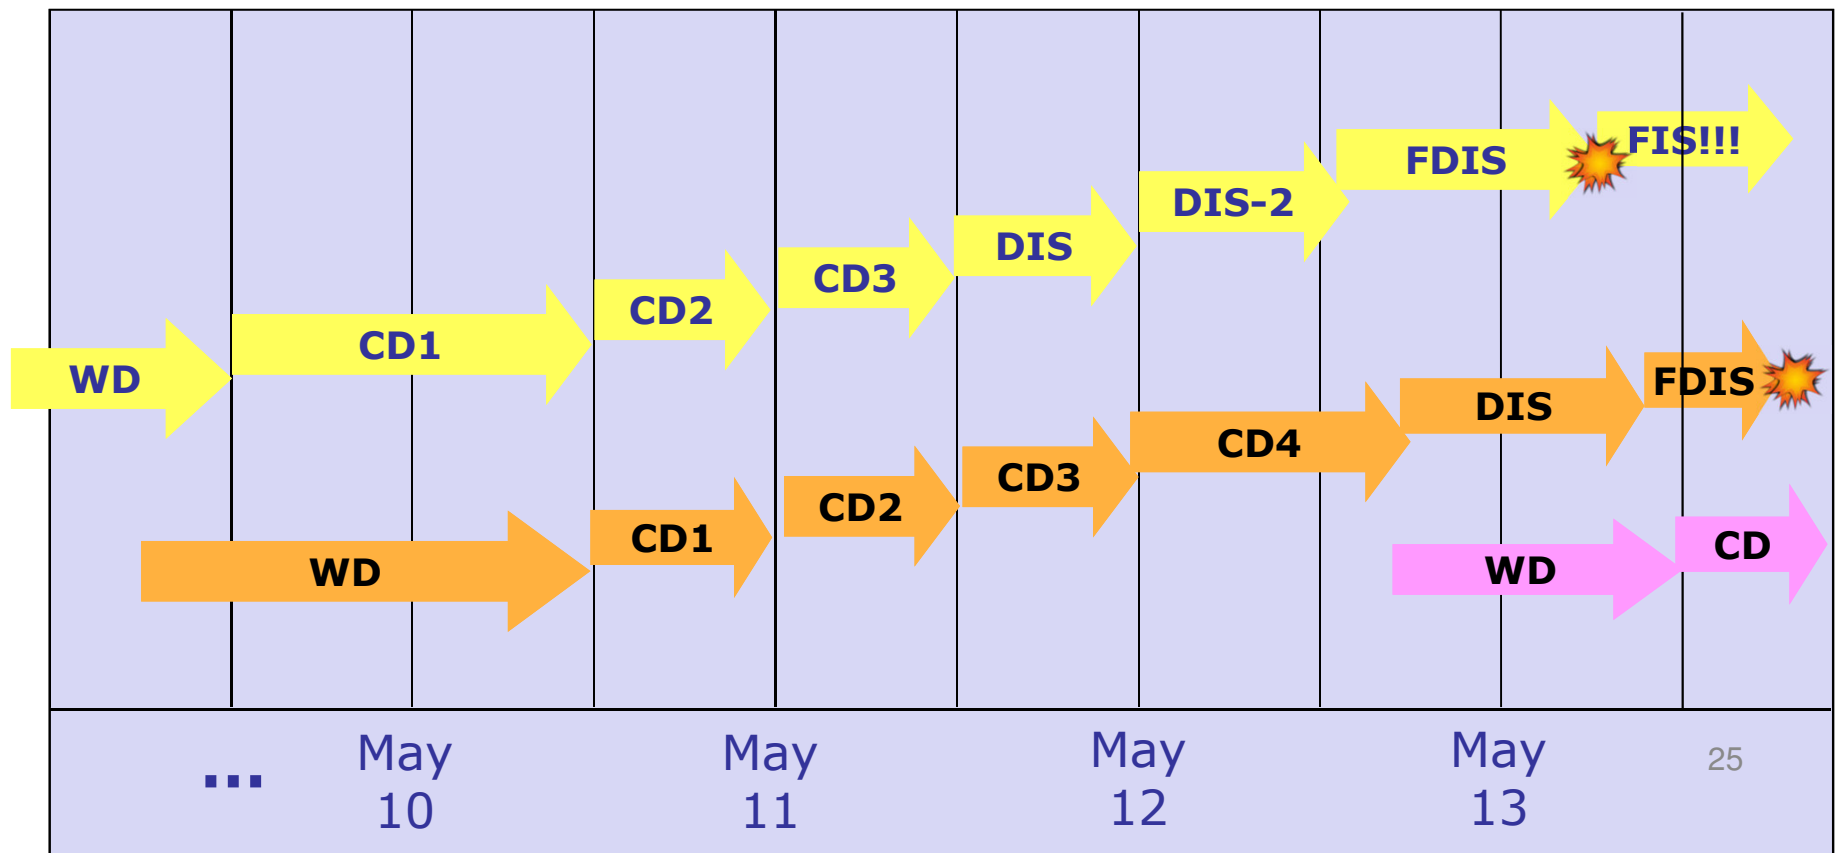 FIS!!!
FDIS
DIS-2
DIS
CD3
CD2
CD1
WD
FDIS
DIS
CD4
CD3
CD2
CD1
WD
CD
WD
... May 10
May 11
May 12
May 13
25